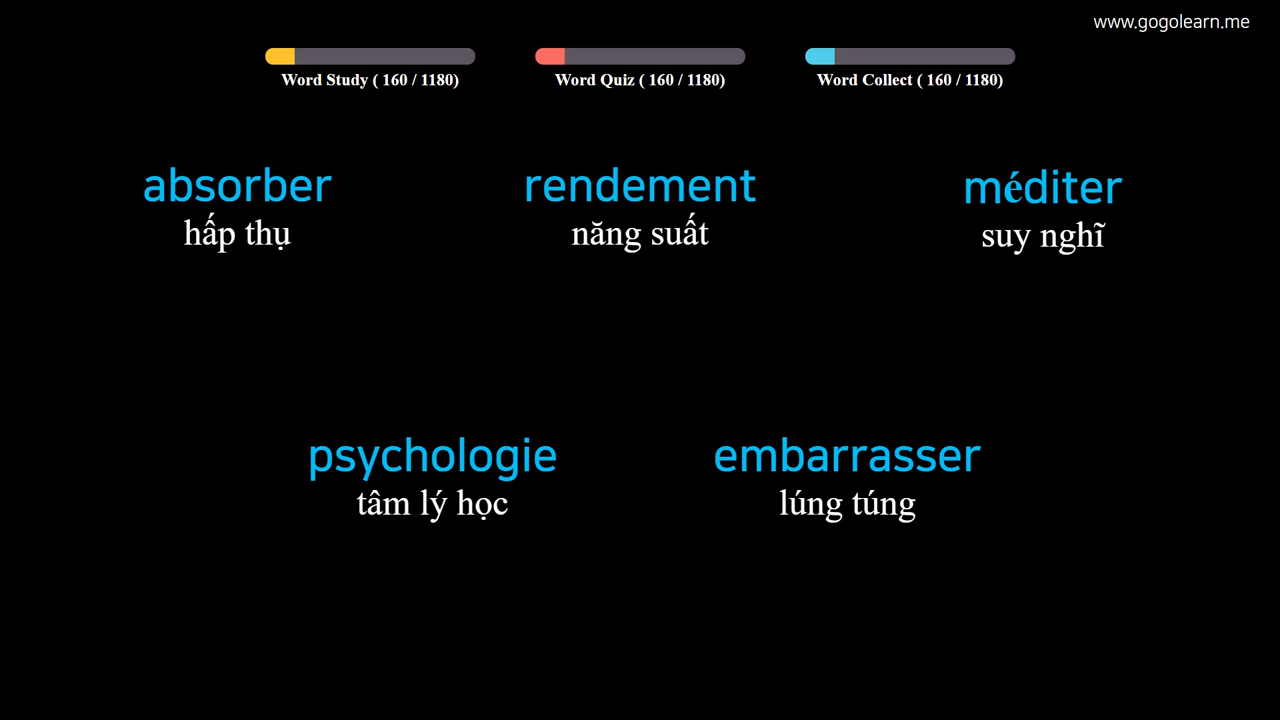 www.gogolearn.me
Word Study ( 160 / 1180)
Word Quiz ( 160 / 1180)
Word Collect ( 160 / 1180)
absorber
hấp thụ
rendement
năng suất
méditer
suy nghĩ
psychologie
tâm lý học
embarrasser
lúng túng